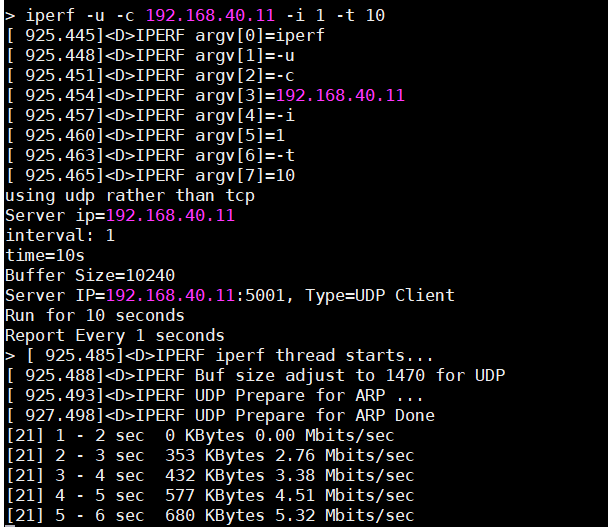 > iperf -u -c 192.168.40.11 -i 1 -t 10
[ 925.445]<D>IPERF argv[0]=iperf
[ 925.448]<D>IPERF argv[1]=-u
[ 925.451]<D>IPERF argv[2]=-c
[ 925.454]<D>IPERF argv[3]=192.168.40.11
[ 925.457]<D>IPERF argv[4]=-i
[ 925.460]<D>IPERF argv[5]=1
[ 925.463]<D>IPERF argv[6]=-t
[ 925.465]<D>IPERF argv[7]=10
using udp rather than tcp
Server ip=192.168.40.11
interval: 1
time=10s
Buffer Size=10240
Server IP=192.168.40.11:5001, Type=UDP Client
Run for 10 seconds
Report Every 1 seconds
> [ 925.485]<D>IPERF iperf thread starts...
[ 925.488]<D>IPERF Buf size adjust to 1470 for UDP
[ 925.493]<D>IPERF UDP Prepare for ARP ...
[ 927.498]<D>IPERF UDP Prepare for ARP Done
[21] 1 - 2 sec  0 KBytes 0.00 Mbits/sec
[21] 2 - 3 sec  353 KBytes 2.76 Mbits/sec
[21] 3 - 4 sec  432 KBytes 3.38 Mbits/sec
[21] 4 - 5 sec  577 KBytes 4.51 Mbits/sec
[21] 5 - 6 sec  680 KBytes 5.32 Mbits/sec